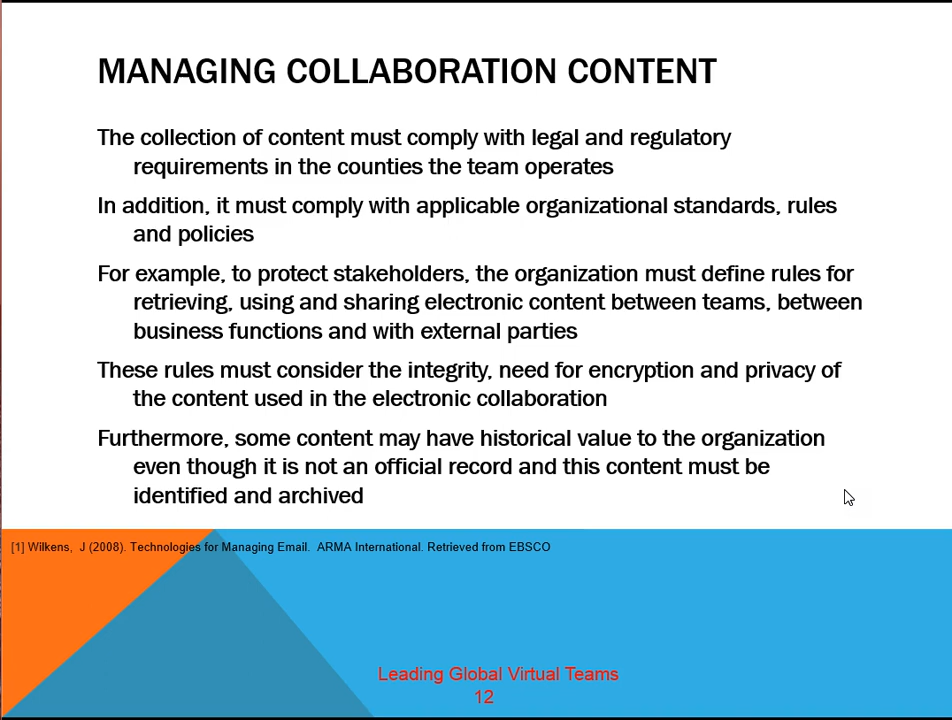 MANAGING COLLABORATION CONTENT
The collection of content must comply with legal and regulatory
requirements in the counties the team operates
In addition, it must comply with applicable organizational standards, rules
and policies
For example, to protect stakeholders, the organization must define rules for
retrieving, using and sharing electronic content between teams, between
business functions and with external parties
These rules must consider the integrity, need for encryption and privacy of
the content used in the electronic collaboration
Furthermore, some content may have historical value to the organization
even though it is not an official record and this content must be
identified and archived
[1] Wilkens, J (2008). Technologies for Managing Email. ARMA International. Retrieved from EBSCO
Leading Global Virtual Teams
12